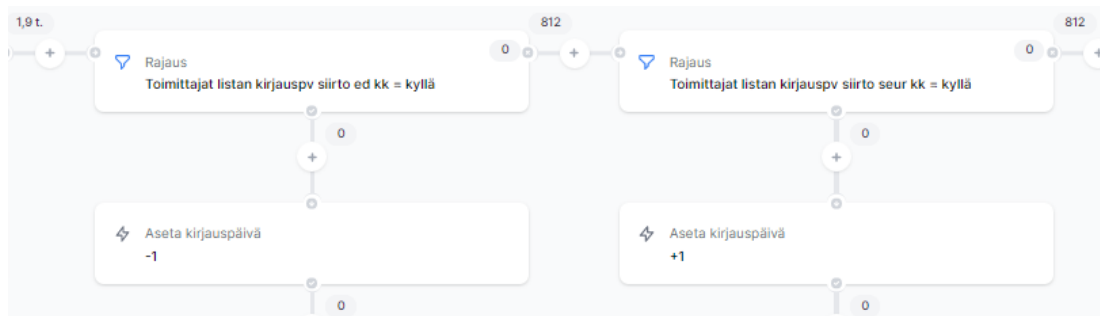 1,9 t.
812
812
0
Rajaus
Toimittajat listan kirjauspv siirto ed kk = kyllä
0
Rajaus
Toimittajat listan kirjauspv siirto seur kk = kyllä
0
0
Aseta kirjauspäivä
-1
Aseta kirjauspäivä
+1
0
0